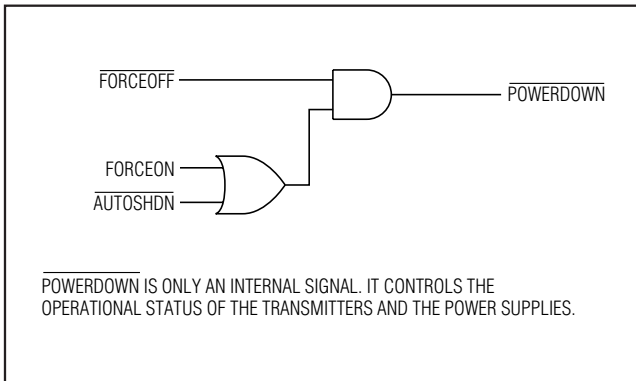 FORCEOFF
POWERDOWN
FORCEON
AUTOSHDN
POWERDOWN IS ONLY AN INTERNAL SIGNAL. IT CONTROLS THE
OPERATIONAL STATUS OF THE TRANSMITTERS AND THE POWER SUPPLIES.